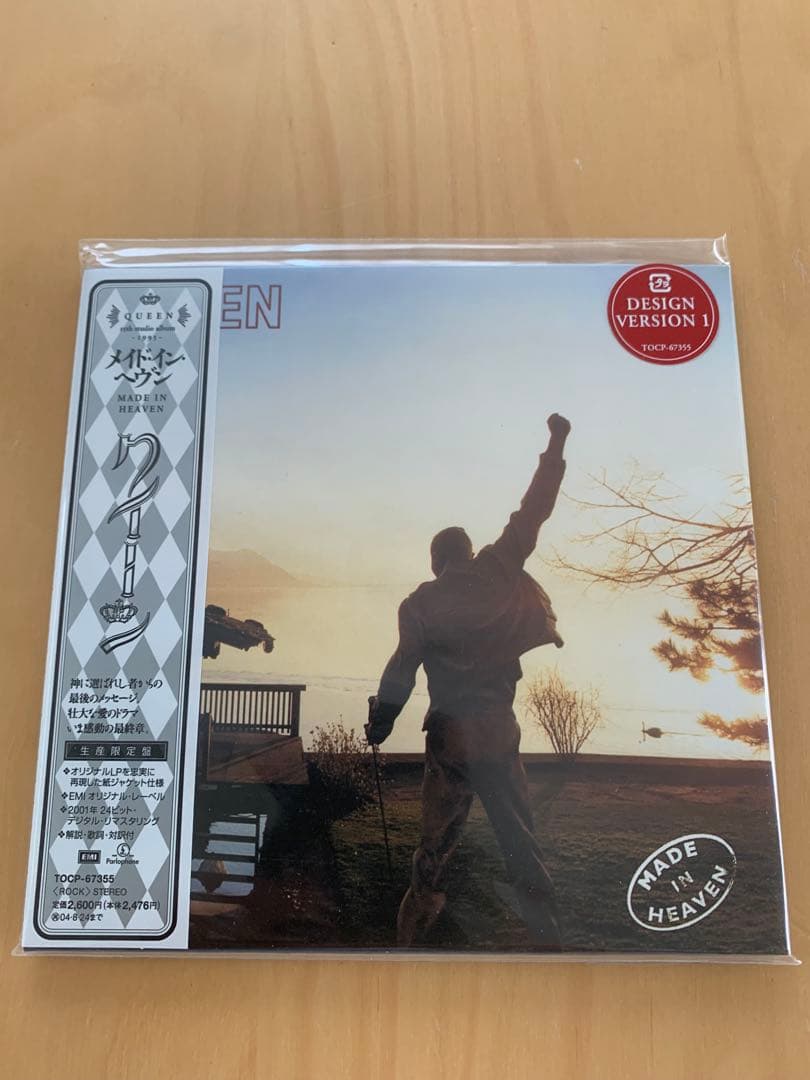 QUEEN
15th studio album
-1995-
メイド・イン・
ヘヴン
MADE IN
HEAVEN
クイーン
神に選ばれし者からの
最後のメッセージ。
壮大な愛のドラマ
いま感動の最終章。
生産限定盤
❖オリジナルLPを忠実に
再現した紙ジャケット仕様
❖EMIオリジナル・レーベル
❖2001年 24ビット・
デジタル・リマスタリング
❖解説・歌詞・対訳付
EMI
Parlophone
TOCP-67355
〈ROCK〉STEREO
定価2,600円(本体2,476円)
04・8・24まで
EEN
DESIGN
VERSION 1
TOCP-67355
MADE
IN
HEAVEN